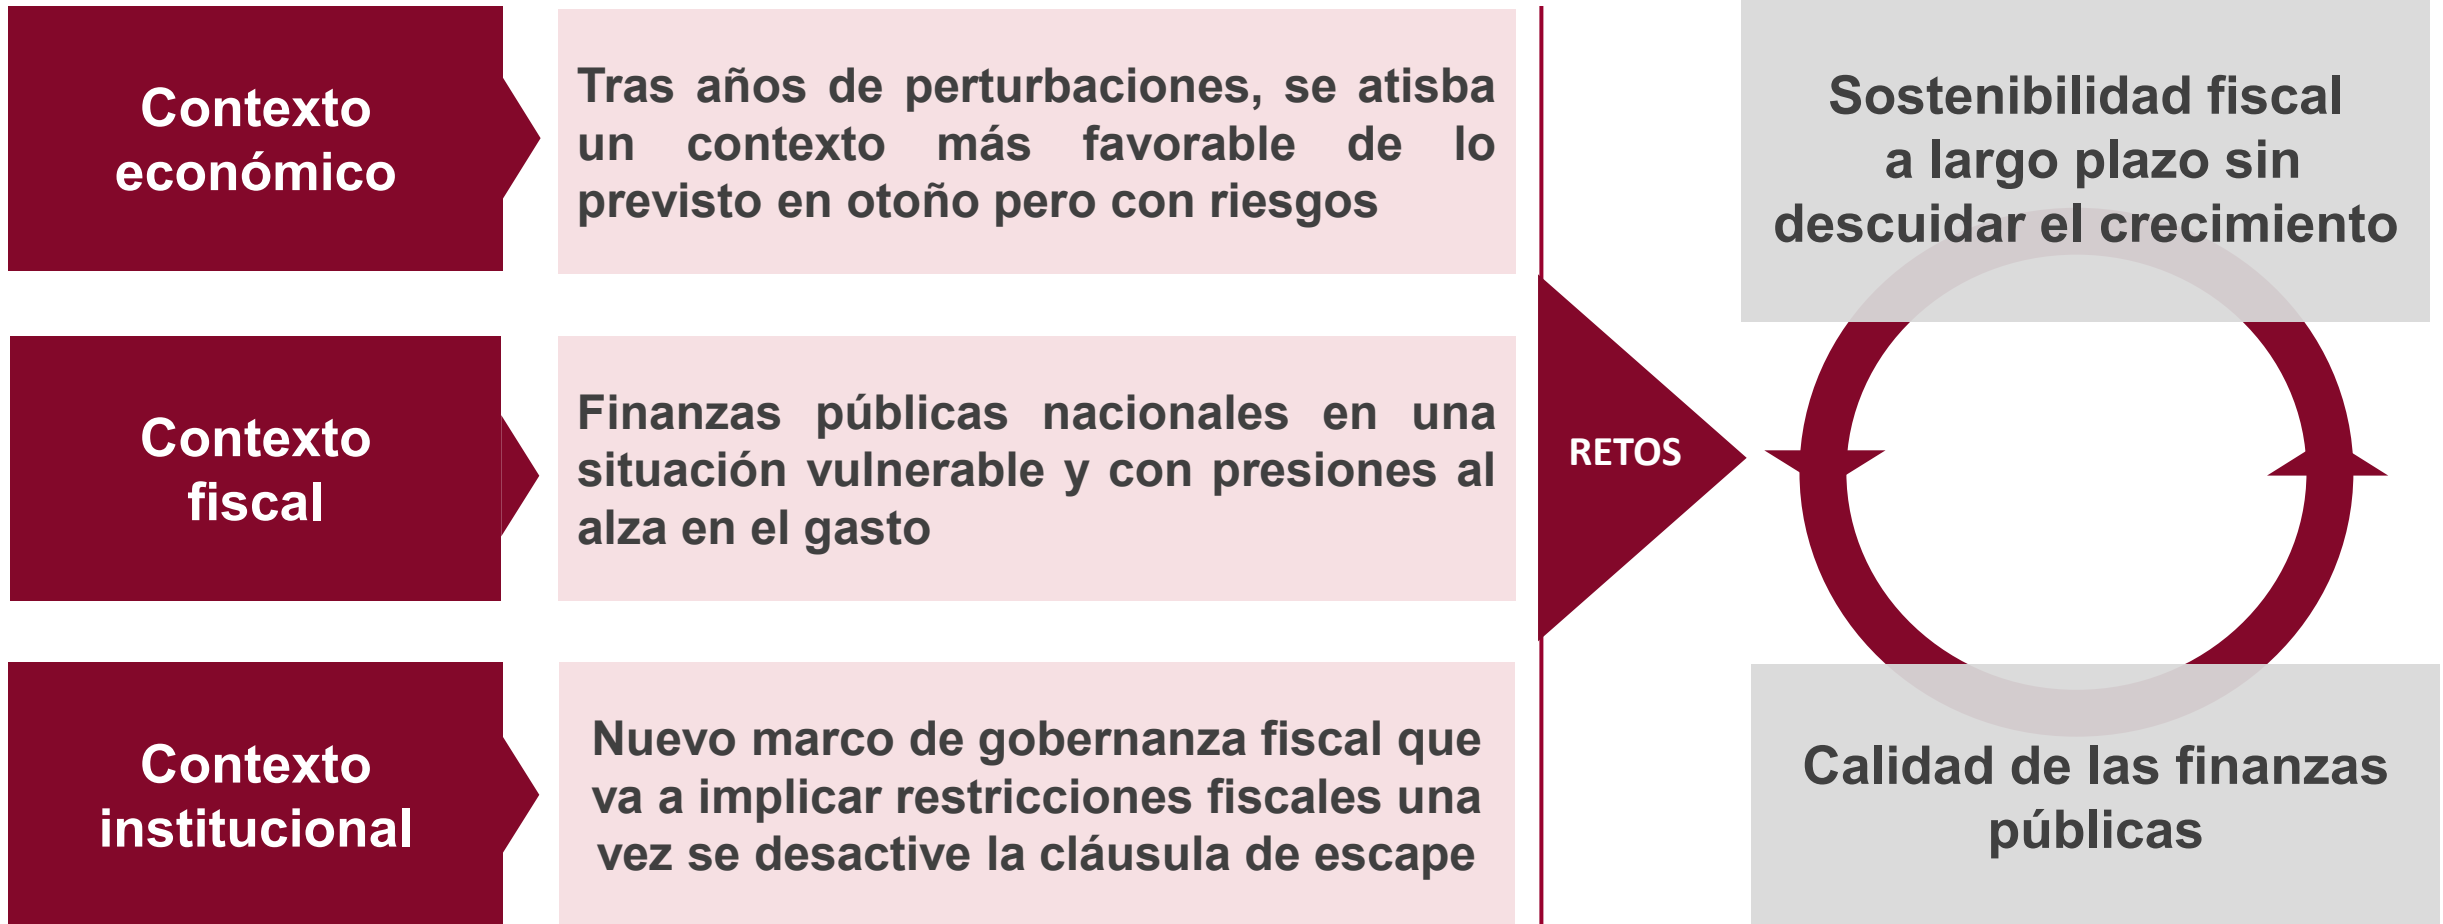 Contexto
económico
Tras años de perturbaciones, se atisba
un contexto más favorable de lo
previsto en otoño pero con riesgos
Contexto
fiscal
Finanzas públicas nacionales en una
situación vulnerable y con presiones al
alza en el gasto
Contexto
institucional
Nuevo marco de gobernanza fiscal que
va a implicar restricciones fiscales una
vez se desactive la cláusula de escape
RETOS
Sostenibilidad fiscal
a largo plazo sin
descuidar el crecimiento
Calidad de las finanzas
públicas